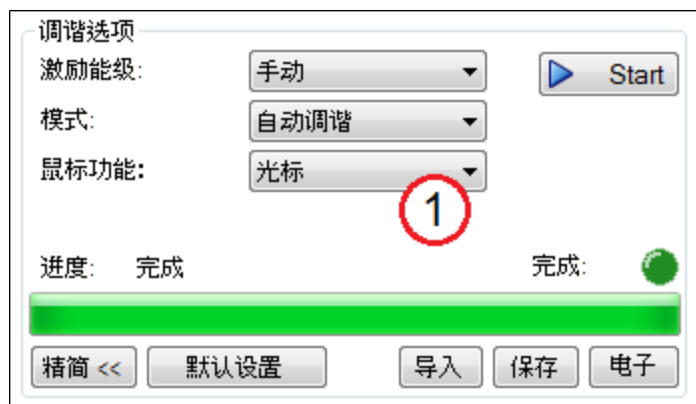 调谐选项
激励能级: 手动 Start
模式: 自动调谐
鼠标功能: 光标
1
进度: 完成 完成:
精简 << 默认设置 导入 保存 电子